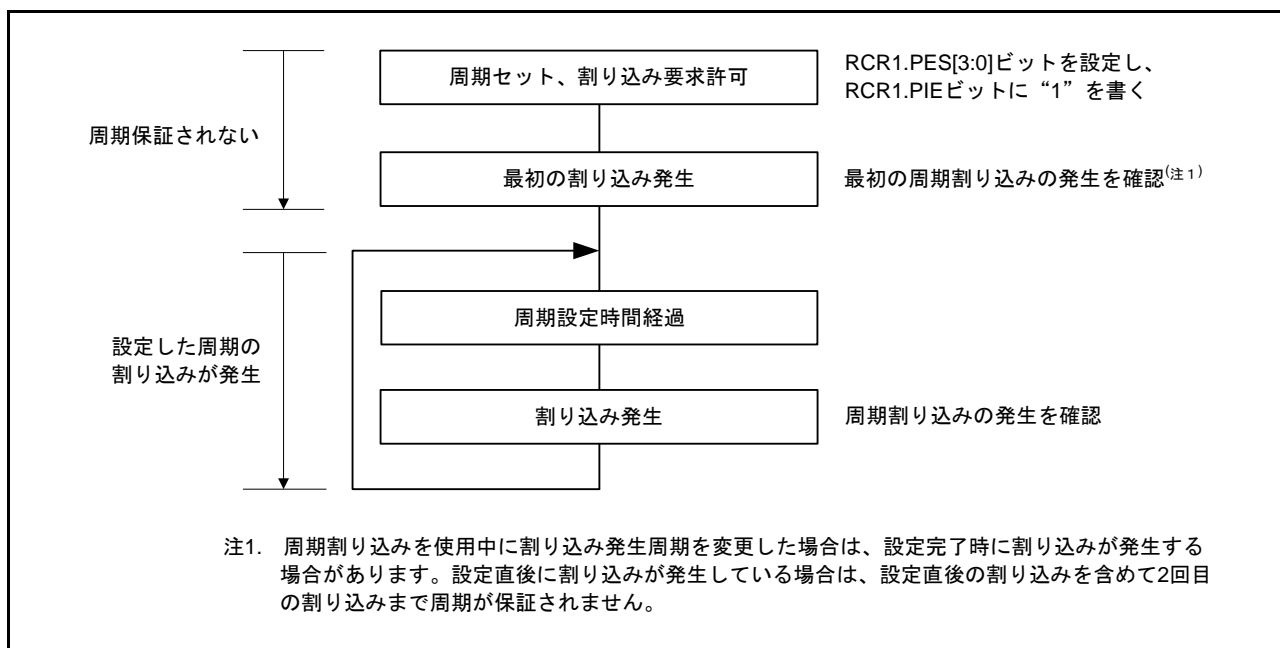 周期セット、割り込み要求許可
RCR1.PES[3:0]ビットを設定し、
RCR1.PIEビットに“1”を書く
周期保証されない
最初の割り込み発生
最初の周期割り込みの発生を確認(注1)
周期設定時間経過
設定した周期の
割り込みが発生
割り込み発生
周期割り込みの発生を確認
注1. 周期割り込みを使用中に割り込み発生周期を変更した場合は、設定完了時に割り込みが発生する
場合があります。設定直後に割り込みが発生している場合は、設定直後の割り込みを含めて2回目
の割り込みまで周期が保証されません。